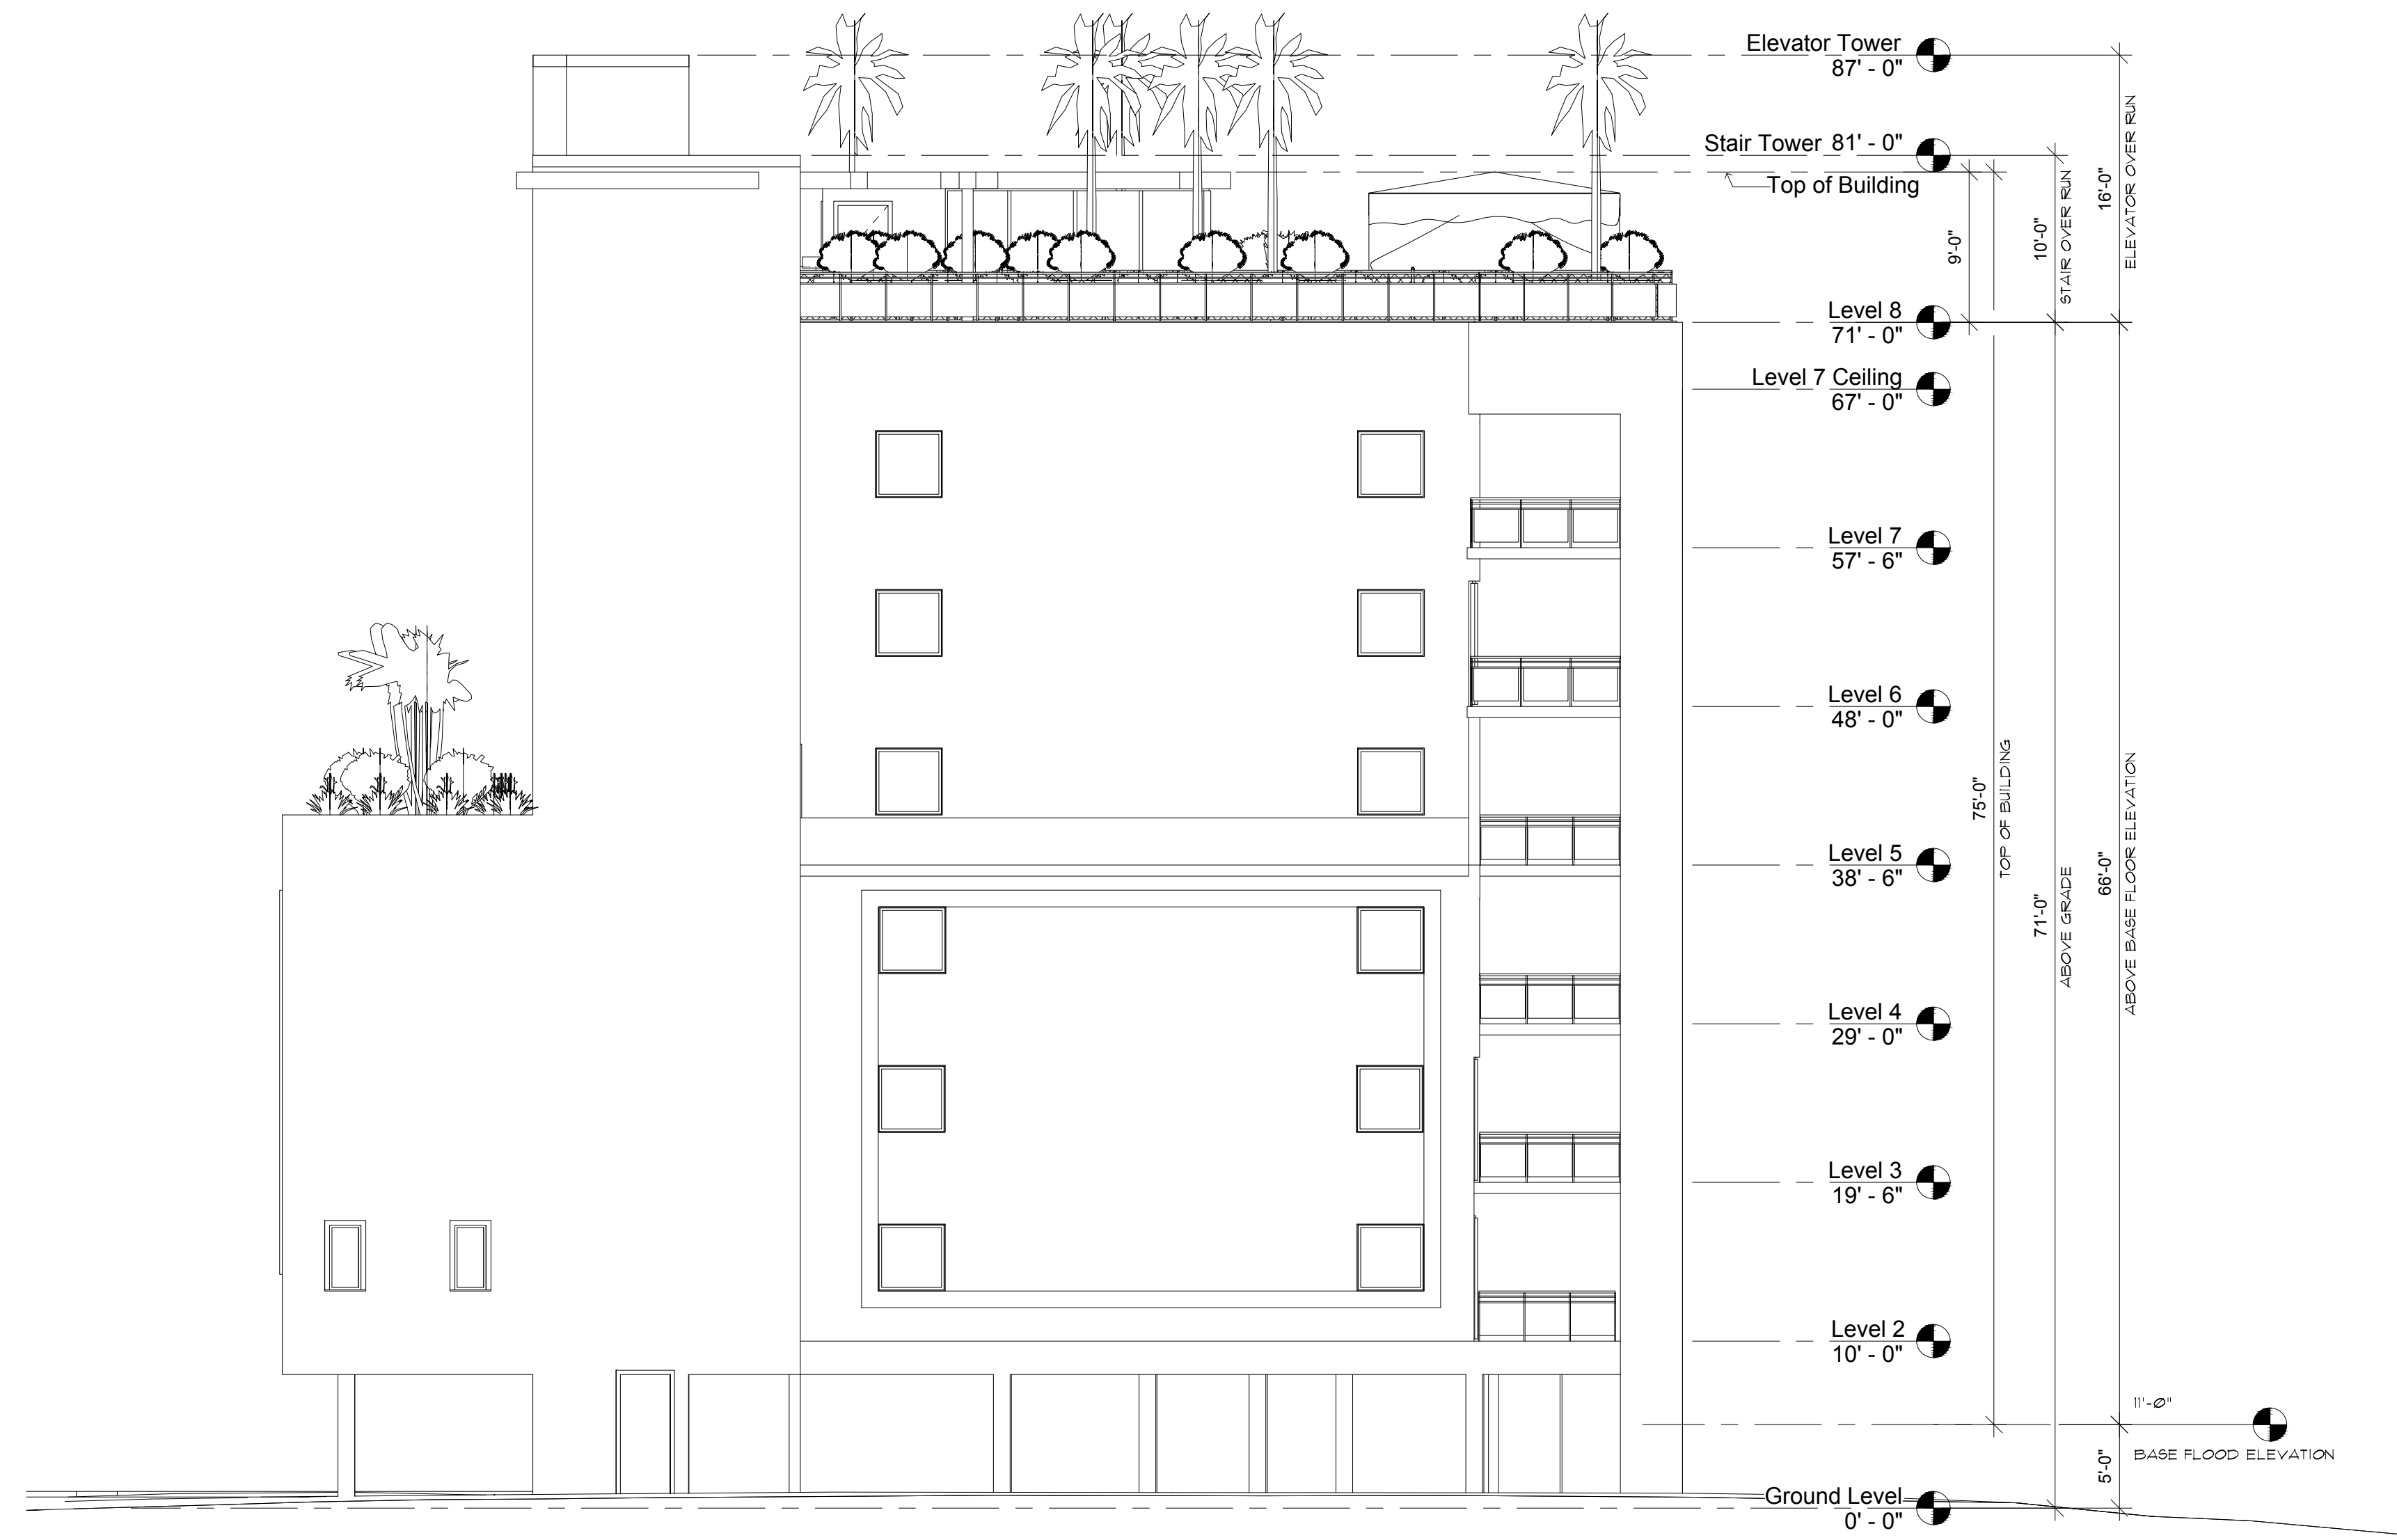 Elevator Tower
87' - 0"
Stair Tower 81' - 0"
Top of Building
Level 8
71' - 0"
Level 7 Ceiling
67' - 0"
Level 7
57' - 6"
Level 6
48' - 0"
Level 5
38' - 6"
Level 4
29' - 0"
Level 3
19' - 6"
Level 2
10' - 0"
Ground Level
0' - 0"
9'-0"
75'-0"
TOP OF BUILDING
10'-0"
STAIR OVER RUN
71'-0"
ABOVE GRADE
16'-0"
ELEVATOR OVER RUN
66'-0"
ABOVE BASE FLOOR ELEVATION
11'-0"
BASE FLOOD ELEVATION
5'-0"